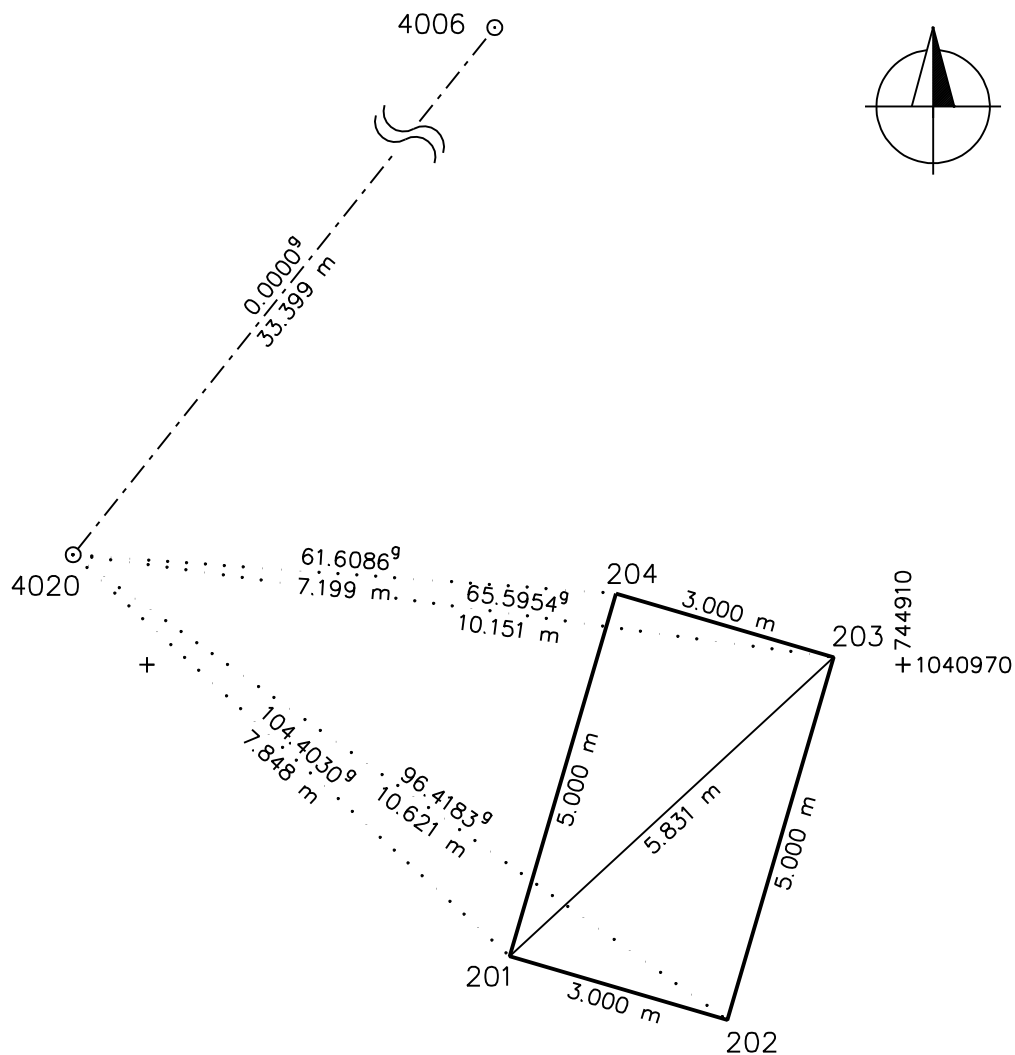 4006
0.0000g
33.399 m
4020
61.6086g
7.199 m
65.5954g
10.151 m
204
3.000 m
203
744910
1040970
104.4030g
7.848 m
96.4183g
10.621 m
5.000 m
5.831 m
5.000 m
201
3.000 m
202